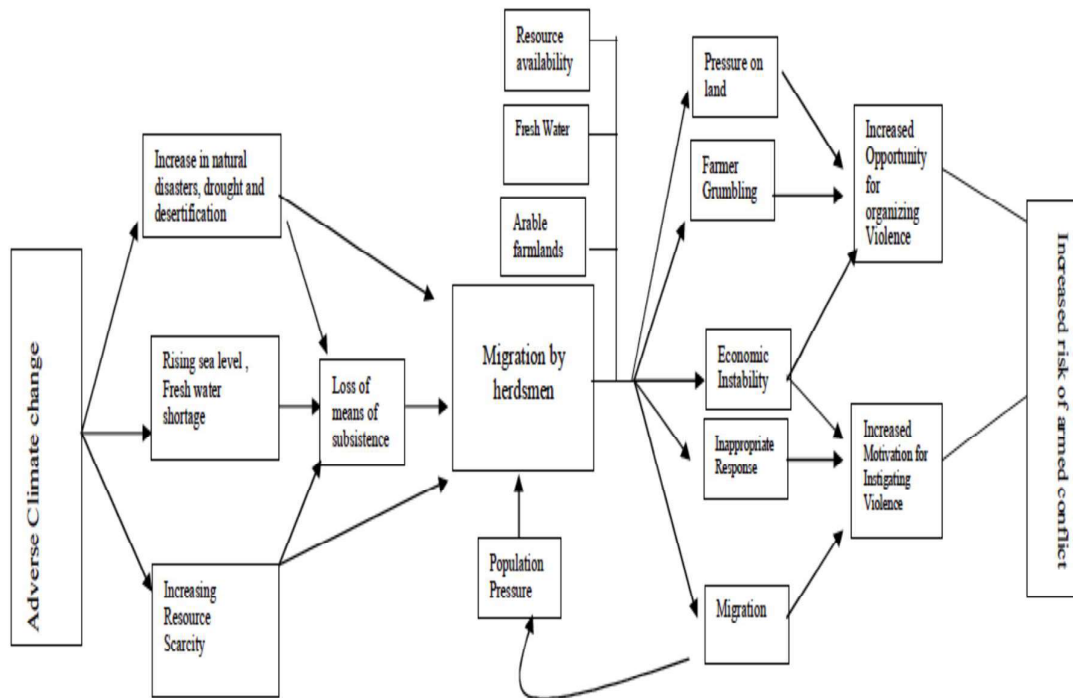 Adverse Climate change
Increase in natural
disasters, drought and
desertification
Rising sea level ,
Fresh water
shortage
Increasing
Resource
Scarcity
Loss of
means of
subsistence
Resource
availability
Fresh Water
Arable
farmlands
Migration by
herdsmen
Population
Pressure
Pressure on
land
Farmer
Grumbling
Economic
Instability
Inappropriate
Response
Migration
Increased
Opportunity
for
organizing
Violence
Increased
Motivation for
Instigating
Violence
Increased risk of armed conflict